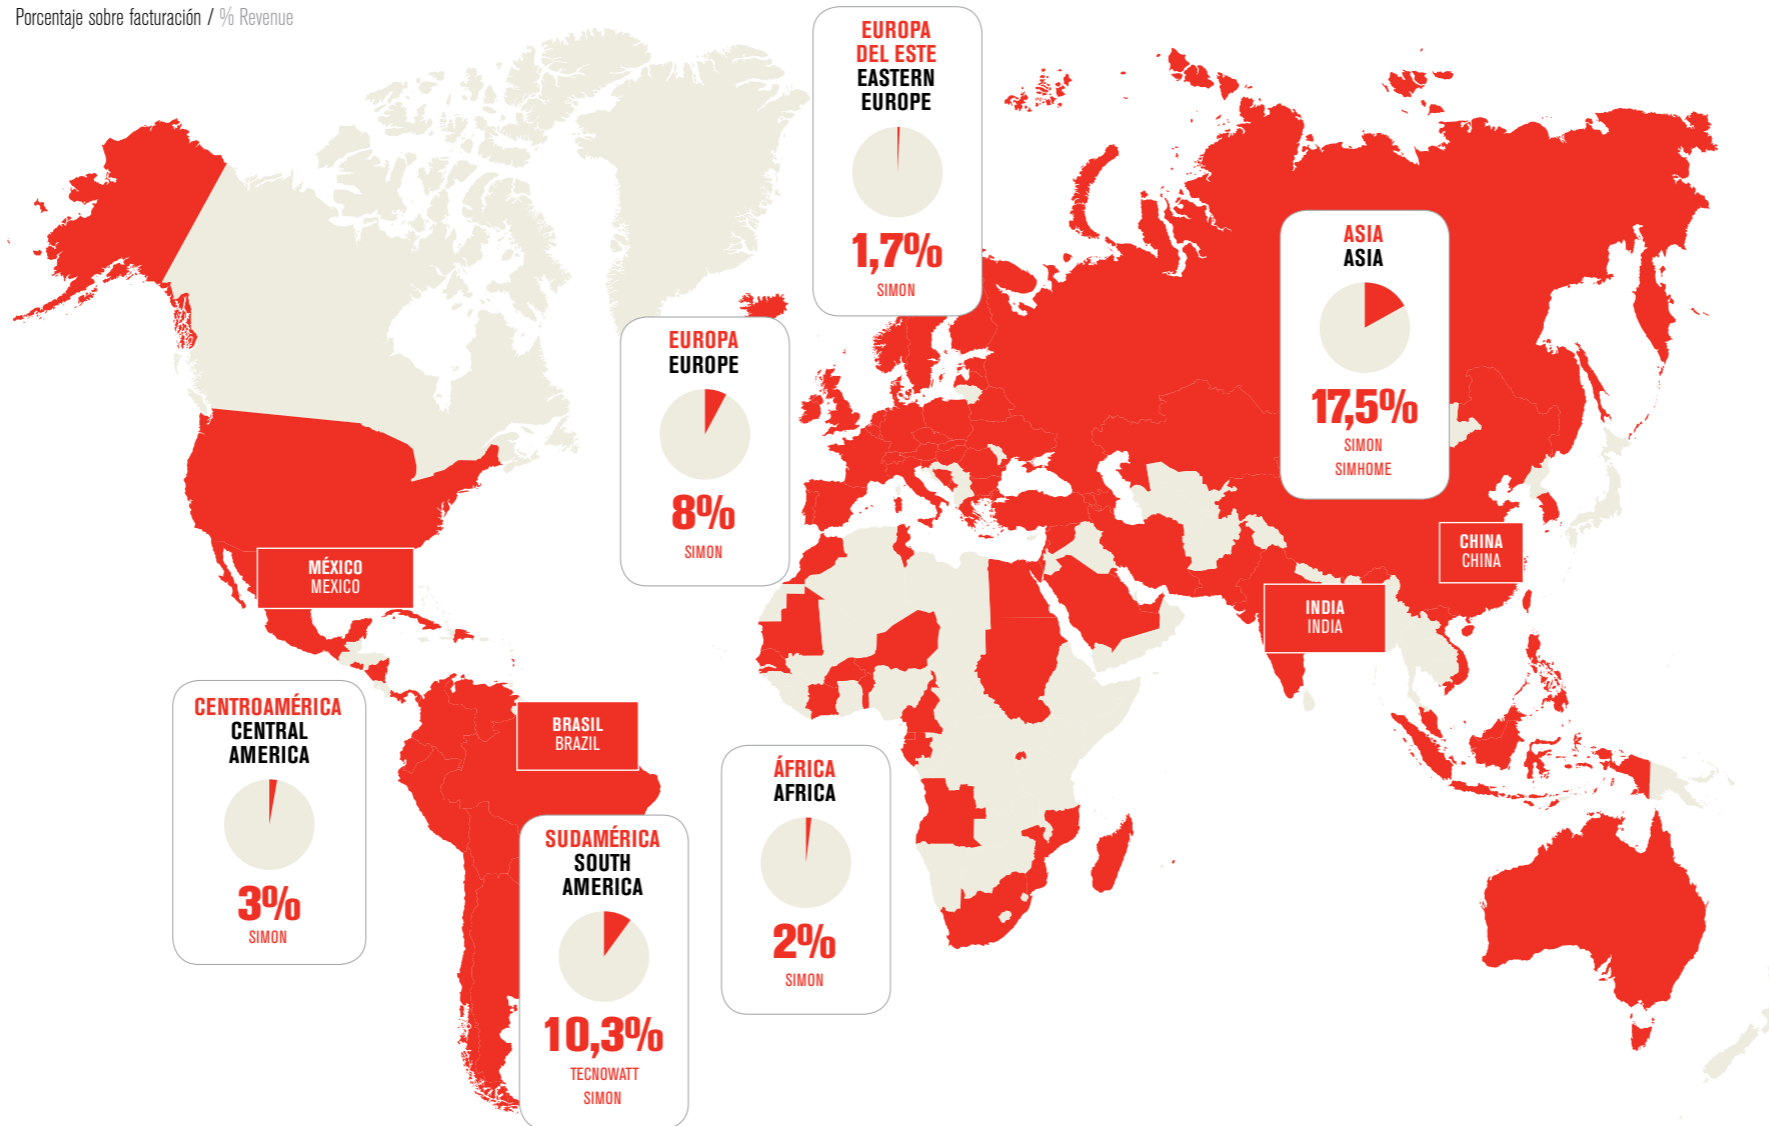 Porcentaje sobre facturación / % Revenue
EUROPA
DEL ESTE
EASTERN
EUROPE
1,7%
SIMON
ASIA
ASIA
17,5%
SIMON
SIMHOME
EUROPA
EUROPE
8%
SIMON
CHINA
CHINA
MÉXICO
MEXICO
INDIA
INDIA
CENTROAMÉRICA
CENTRAL
AMERICA
3%
SIMON
BRASIL
BRAZIL
ÁFRICA
AFRICA
2%
SIMON
SUDAMÉRICA
SOUTH
AMERICA
10,3%
TECNOWATT
SIMON